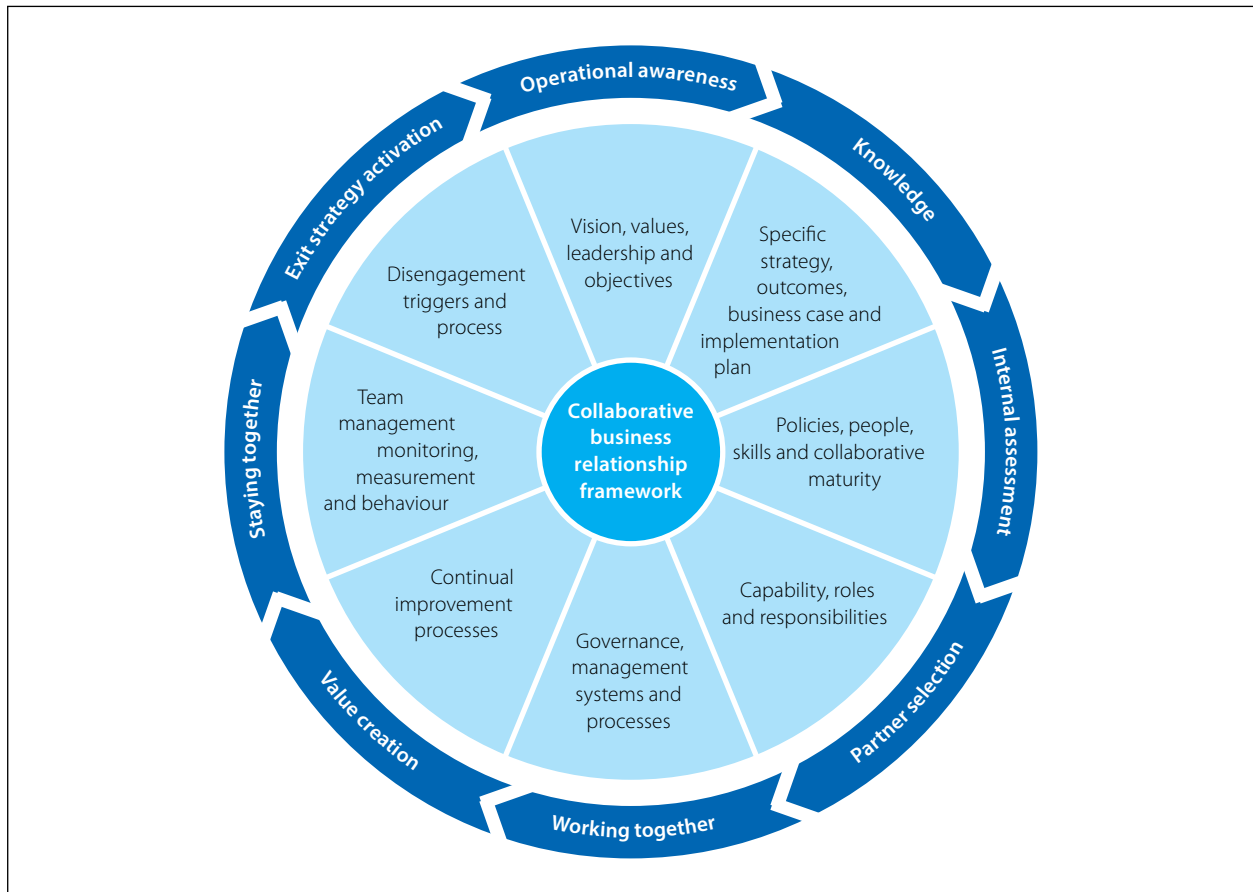 Operational awareness
Knowledge
Internal assessment
Partner selection
Working together
Value creation
Staying together
Exit strategy activation
Vision, values,
leadership and
objectives
Specific
strategy,
outcomes,
business case and
implementation
plan
Policies, people,
skills and collaborative
maturity
Capability, roles
and responsibilities
Governance,
management
systems and
processes
Continual
improvement
processes
Team
management
monitoring,
measurement
and behaviour
Disengagement
triggers and
process
Collaborative
business
relationship
framework